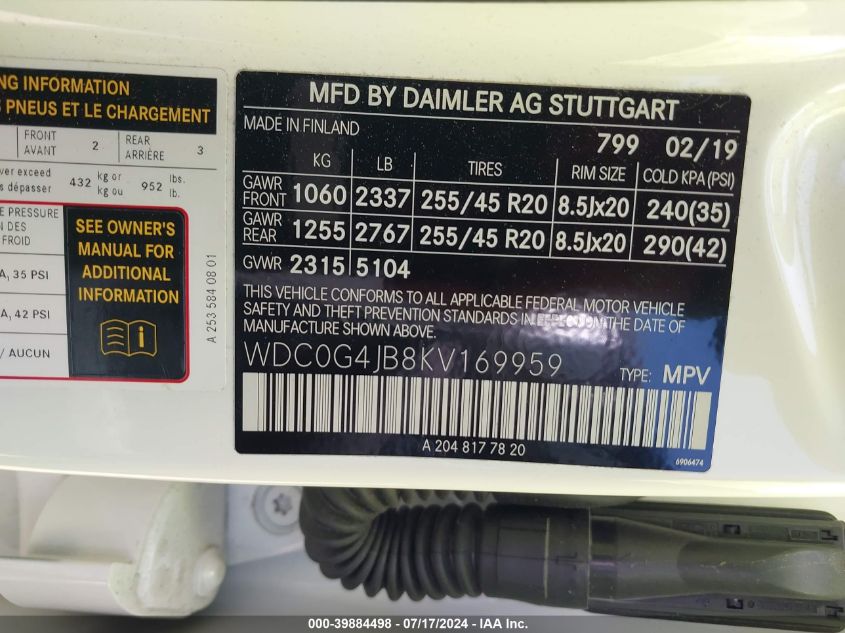 NG INFORMATION
PNEUS ET LE CHARGEMENT
FRONT AVANT 2 REAR ARRIÈRE 3
ver exceed
s dépasser 432 kg or kg ou 952 lbs. lb.
PRESSURE
DES
FROID
A, 35 PSI
A, 42 PSI
/ AUCUN
SEE OWNER'S
MANUAL FOR
ADDITIONAL
INFORMATION
i
A 253 584 08 01
MFD BY DAIMLER AG STUTTGART
MADE IN FINLAND 799 02/19
KG LB TIRES RIM SIZE COLD KPA (PSI)
GAWR FRONT 1060 2337 255/45 R20 8.5Jx20 240(35)
GAWR REAR 1255 2767 255/45 R20 8.5Jx20 290(42)
GVWR 2315 5104
THIS VEHICLE CONFORMS TO ALL APPLICABLE FEDERAL MOTOR VEHICLE
SAFETY AND THEFT PREVENTION STANDARDS IN EFFECT ON THE DATE OF
MANUFACTURE SHOWN ABOVE.
WDC0G4JB8KV169959 TYPE: MPV
A 204 817 78 20
6906474
000-39884498 - 07/17/2024 - IAA Inc.